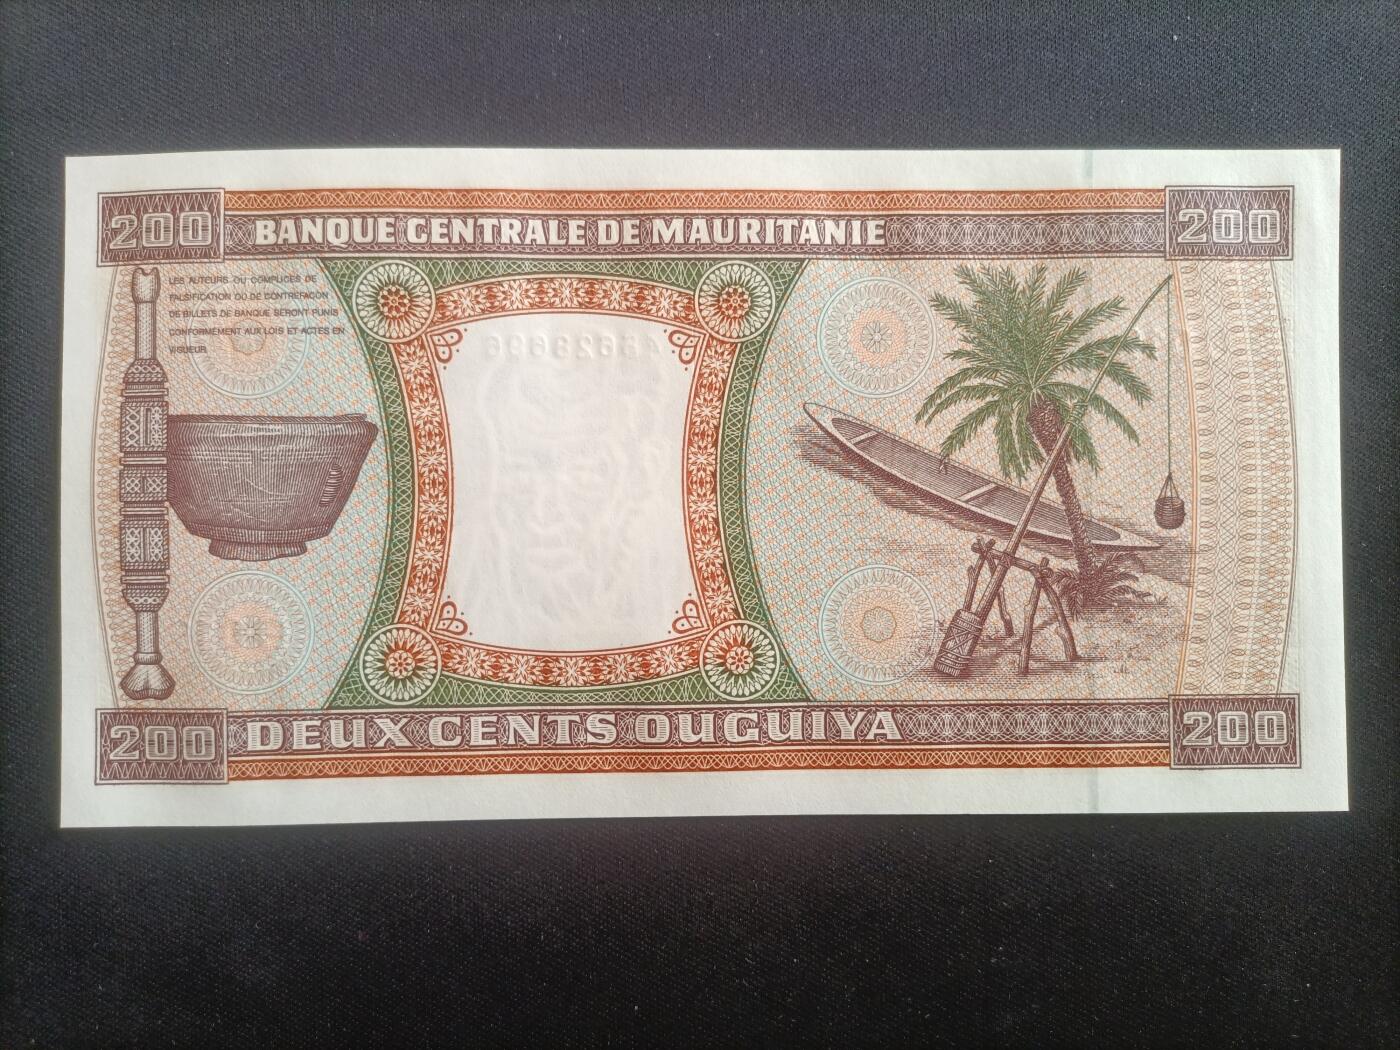 200 BANQUE CENTRALE DE MAURITANIE 200
LES AUTEURS OU COMPLICES DE
FALSIFICATION OU DE CONTREFAÇON
DE BILLETS DE BANQUE SERONT PUNIS
CONFORMEMENT AUX LOIS ET ACTES EN
VIGUEUR
200 DEUX CENTS OUGUIYA 200